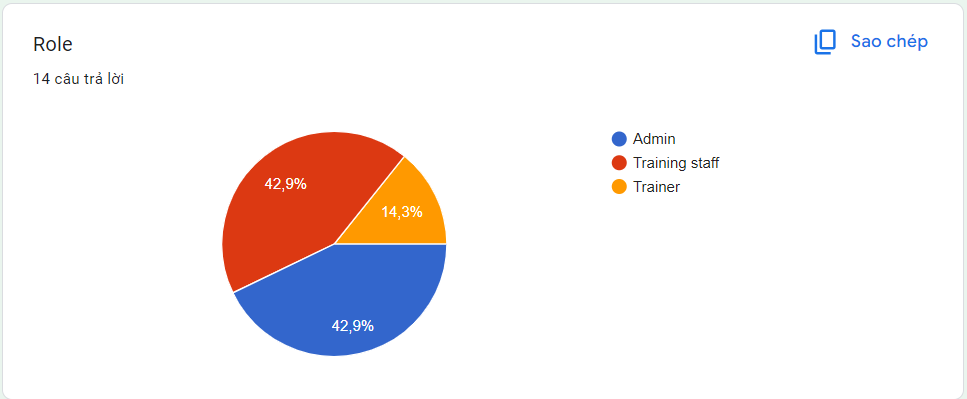 Role
Sao chép
14 câu trả lời
Admin
Training staff
Trainer
42,9%
14,3%
42,9%